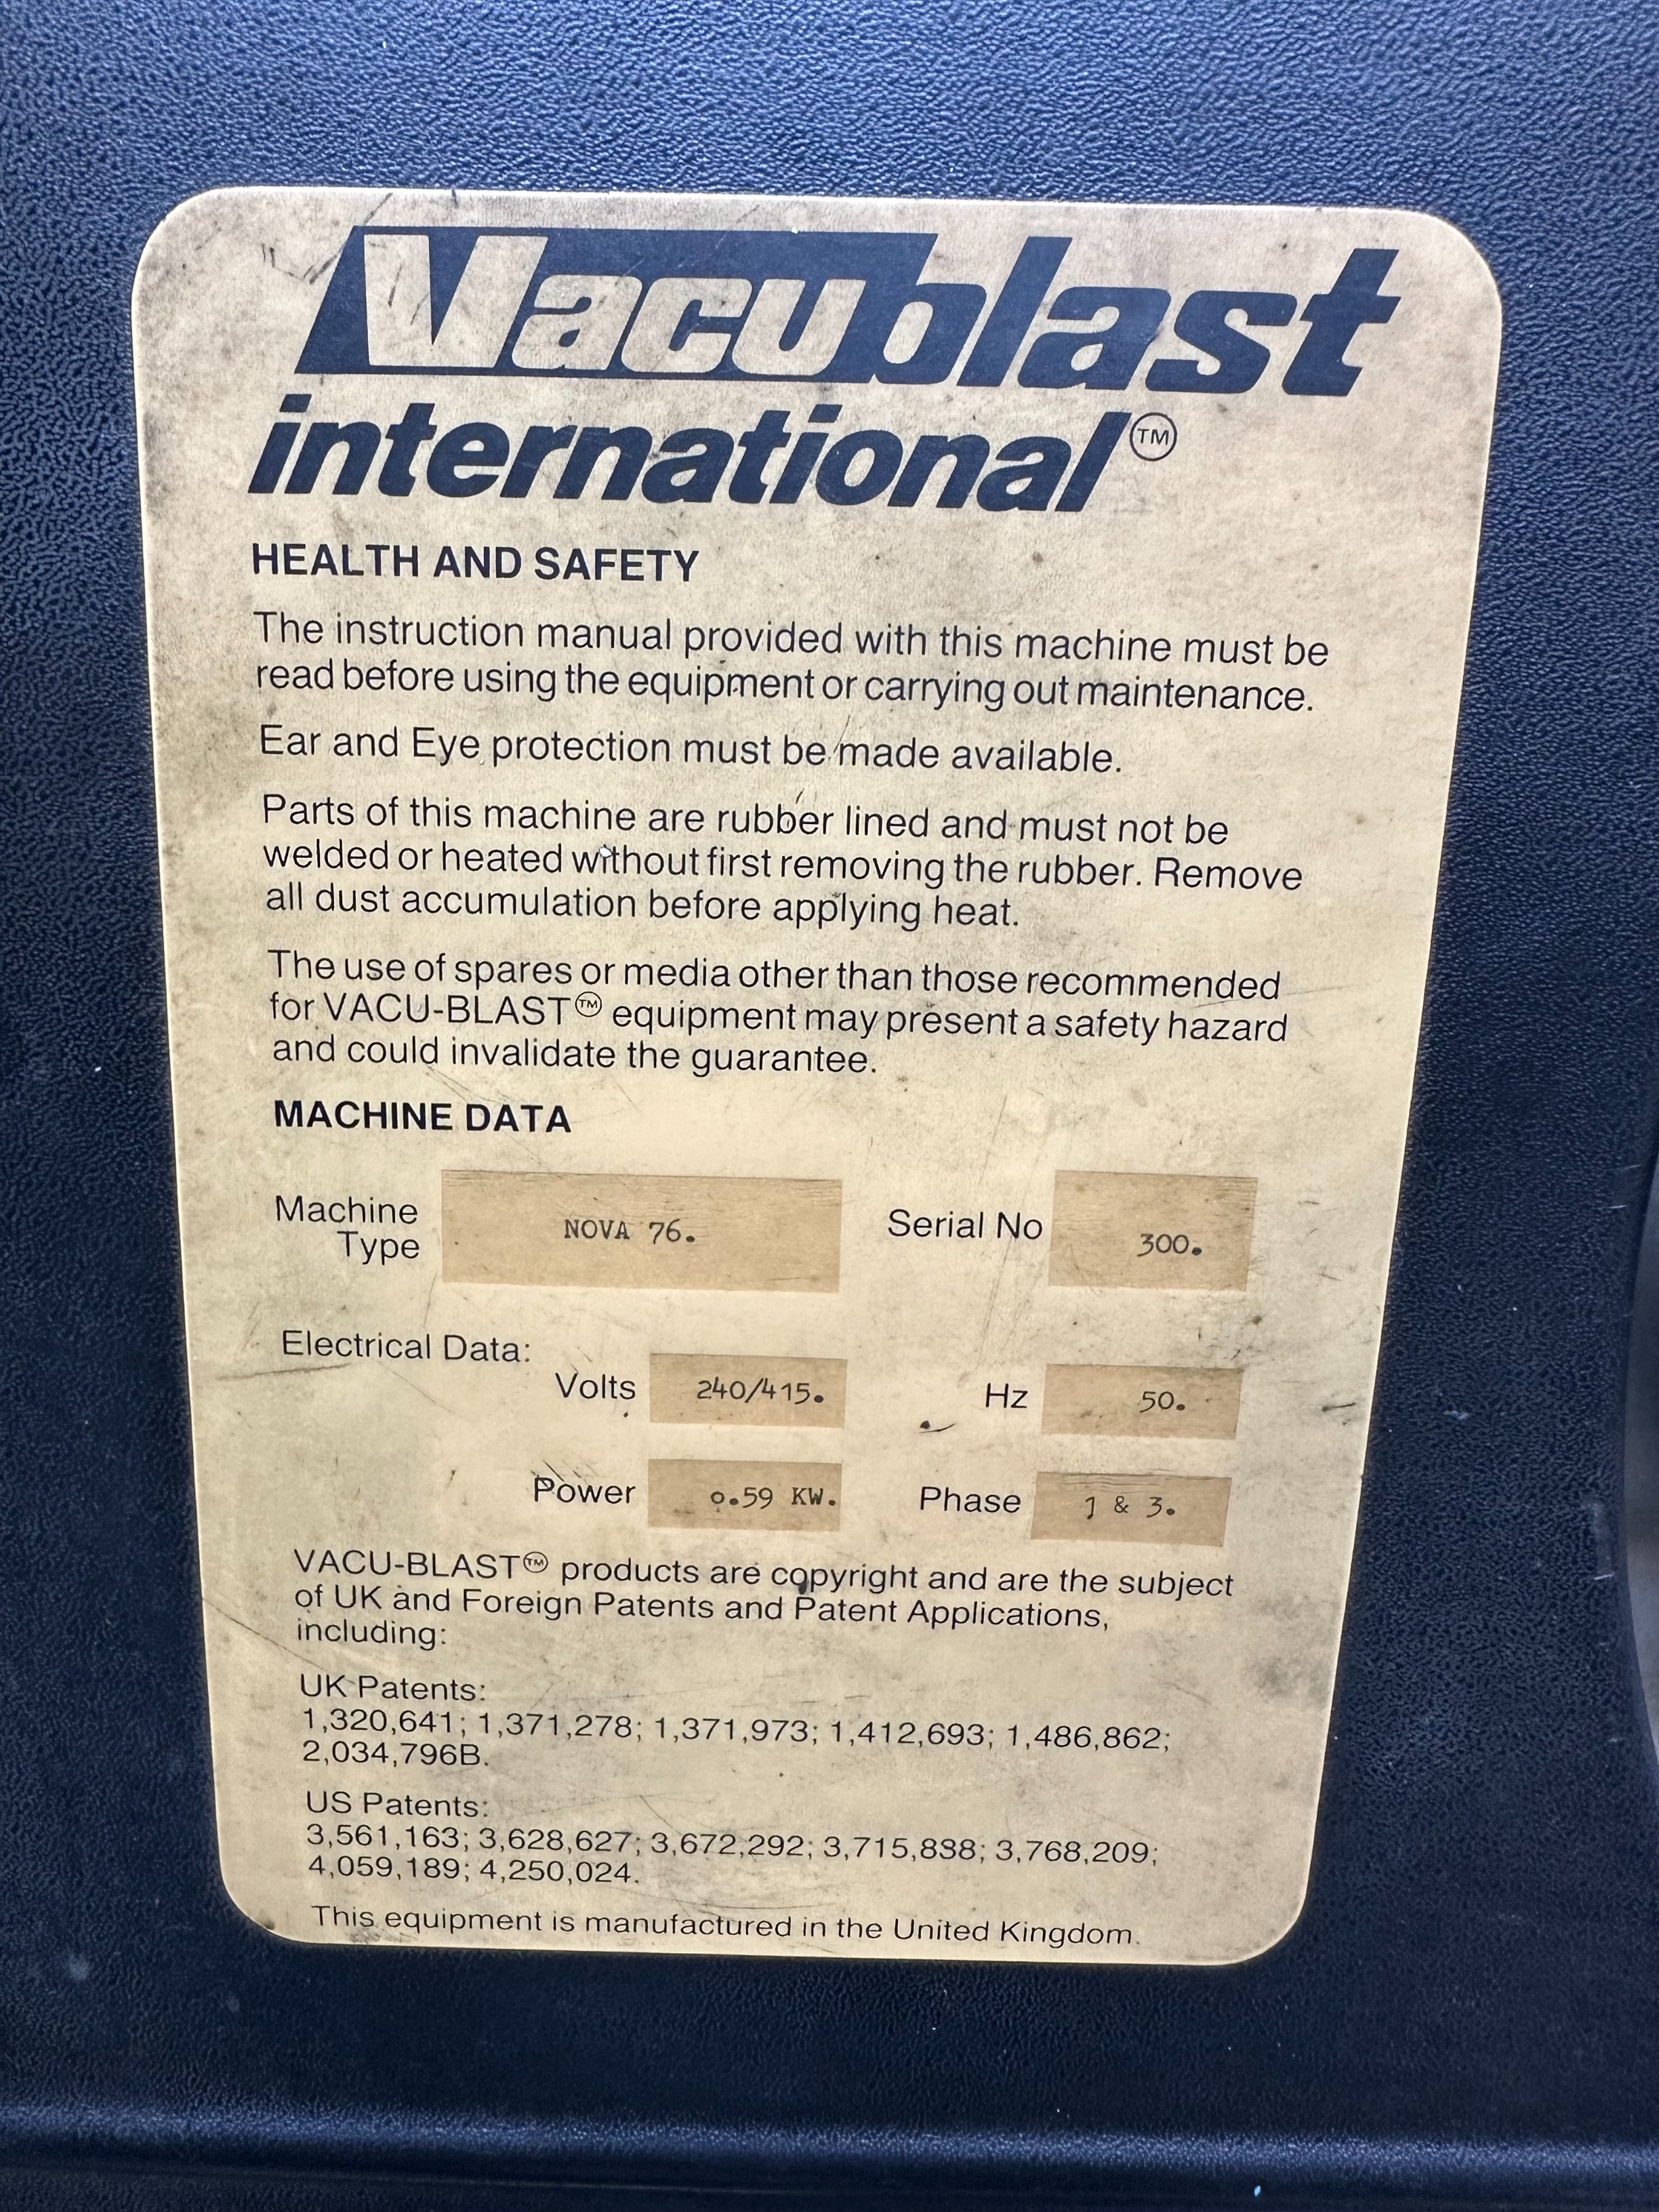 Vacublast
international™
HEALTH AND SAFETY
The instruction manual provided with this machine must be
read before using the equipment or carrying out maintenance.
Ear and Eye protection must be made available.
Parts of this machine are rubber lined and must not be
welded or heated without first removing the rubber. Remove
all dust accumulation before applying heat.
The use of spares or media other than those recommended
for VACU-BLAST™ equipment may present a safety hazard
and could invalidate the guarantee.
MACHINE DATA
Machine Type NOVA 76. Serial No 300.
Electrical Data:
Volts 240/415. Hz 50.
Power 0.59 KW. Phase 1 & 3.
VACU-BLAST™ products are copyright and are the subject
of UK and Foreign Patents and Patent Applications,
including:
UK Patents:
1,320,641; 1,371,278; 1,371,973; 1,412,693; 1,486,862;
2,034,796B.
US Patents:
3,561,163; 3,628,627; 3,672,292; 3,715,838; 3,768,209;
4,059,189; 4,250,024.
This equipment is manufactured in the United Kingdom.